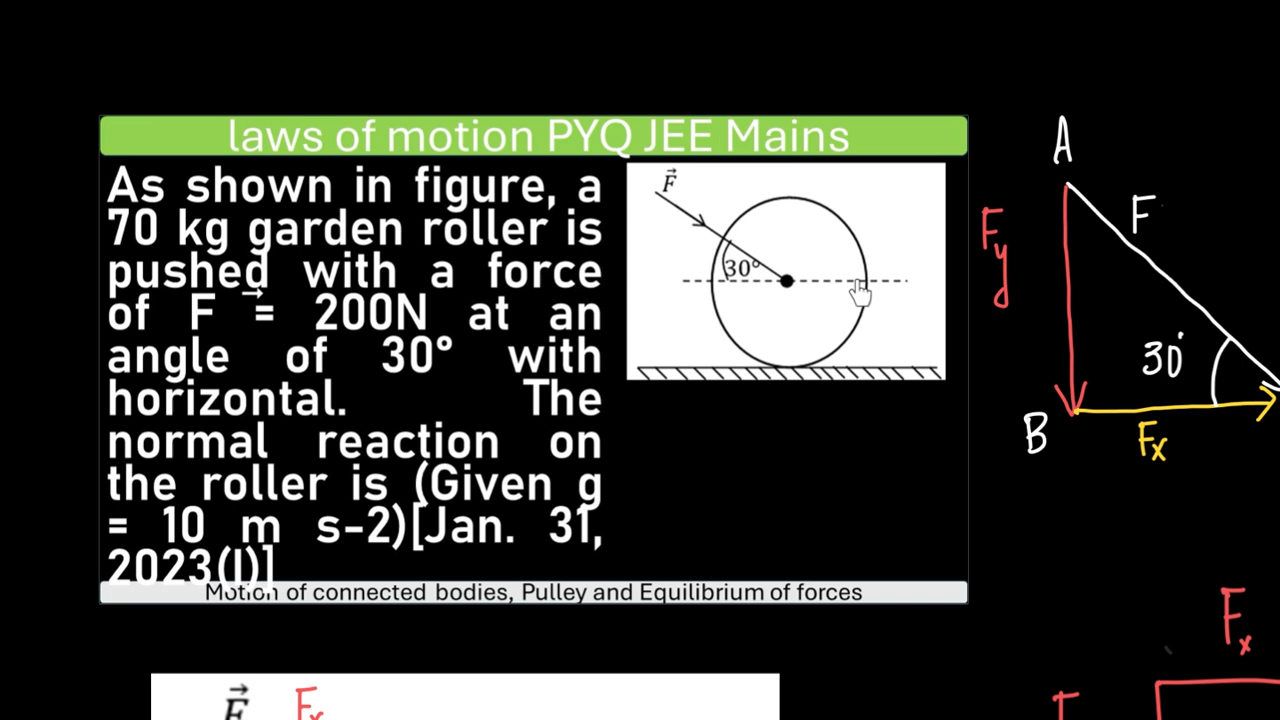 laws of motion PYQ JEE Mains
As shown in figure, a
70 kg garden roller is
pushed with a force
of F⃗ = 200N at an
angle of 30° with
horizontal. The
normal reaction on
the roller is (Given g
= 10 m s-2)[Jan. 31,
2023(I)]
Motion of connected bodies, Pulley and Equilibrium of forces
F⃗
30°
A
F
Fy
30°
B
Fx
Fx
F⃗
Fx